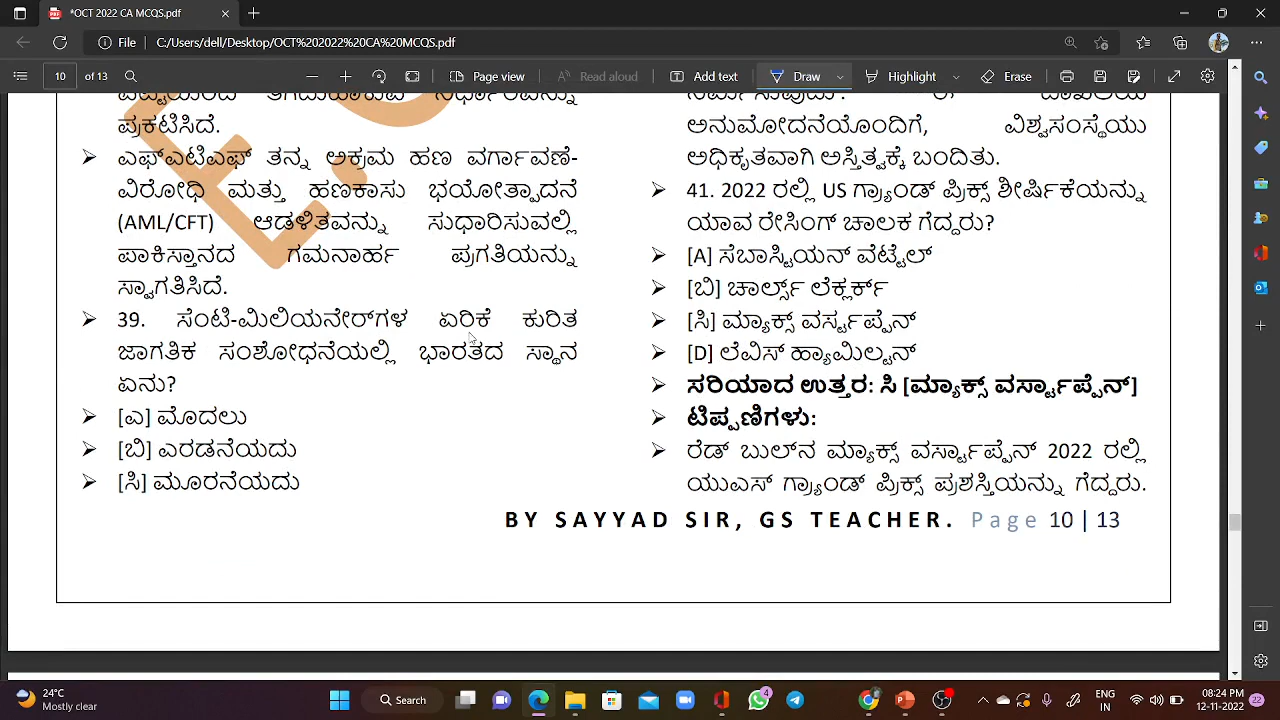 *OCT 2022 CA MCQS.pdf
File C:/Users/dell/Desktop/OCT%202022%20CA%20MCQS.pdf
10 of 13 Page view Read aloud Add text Draw Highlight Erase
ಪ್ರಕಟಿಸಿದೆ.
ಎಫ್ಎಟಿಎಫ್ ತನ್ನ ಅಕ್ರಮ ಹಣ ವರ್ಗಾವಣೆ-
ವಿರೋಧಿ ಮತ್ತು ಹಣಕಾಸು ಭಯೋತ್ಪಾದನೆ
(AML/CFT) ಆಡಳಿತವನ್ನು ಸುಧಾರಿಸುವಲ್ಲಿ
ಪಾಕಿಸ್ತಾನದ ಗಮನಾರ್ಹ ಪ್ರಗತಿಯನ್ನು
ಸ್ವಾಗತಿಸಿದೆ.
39. ಸೆಂಟಿ-ಮಿಲಿಯನೇರ್‌ಗಳ ಏರಿಕೆ ಕುರಿತ
ಜಾಗತಿಕ ಸಂಶೋಧನೆಯಲ್ಲಿ ಭಾರತದ ಸ್ಥಾನ
ಏನು?
[ಎ] ಮೊದಲು
[ಬಿ] ಎರಡನೆಯದು
[ಸಿ] ಮೂರನೆಯದು
ಅನುಮೋದನೆಯೊಂದಿಗೆ, ವಿಶ್ವಸಂಸ್ಥೆಯು
ಅಧಿಕೃತವಾಗಿ ಅಸ್ತಿತ್ವಕ್ಕೆ ಬಂದಿತು.
41. 2022 ರಲ್ಲಿ US ಗ್ರ್ಯಾಂಡ್ ಪ್ರಿಕ್ಸ್ ಶೀರ್ಷಿಕೆಯನ್ನು
ಯಾವ ರೇಸಿಂಗ್ ಚಾಲಕ ಗೆದ್ದರು?
[A] ಸೆಬಾಸ್ಟಿಯನ್ ವೆಟ್ಟೆಲ್
[ಬಿ] ಚಾರ್ಲ್ಸ್ ಲೆಕ್ಲರ್ಕ್
[ಸಿ] ಮ್ಯಾಕ್ಸ್ ವರ್ಸ್ಟಪ್ಪೆನ್
[D] ಲೆವಿಸ್ ಹ್ಯಾಮಿಲ್ಟನ್
ಸರಿಯಾದ ಉತ್ತರ: ಸಿ [ಮ್ಯಾಕ್ಸ್ ವರ್ಸ್ಟಾಪ್ಪೆನ್]
ಟಿಪ್ಪಣಿಗಳು:
ರೆಡ್ ಬುಲ್‌ನ ಮ್ಯಾಕ್ಸ್ ವರ್ಸ್ಟಾಪ್ಪೆನ್ 2022 ರಲ್ಲಿ
ಯುಎಸ್ ಗ್ರ್ಯಾಂಡ್ ಪ್ರಿಕ್ಸ್ ಪ್ರಶಸ್ತಿಯನ್ನು ಗೆದ್ದರು.
BY SAYYAD SIR, GS TEACHER. Page 10 | 13
24°C
Mostly clear
Search
4
ENG
IN
08:24 PM
12-11-2022
22